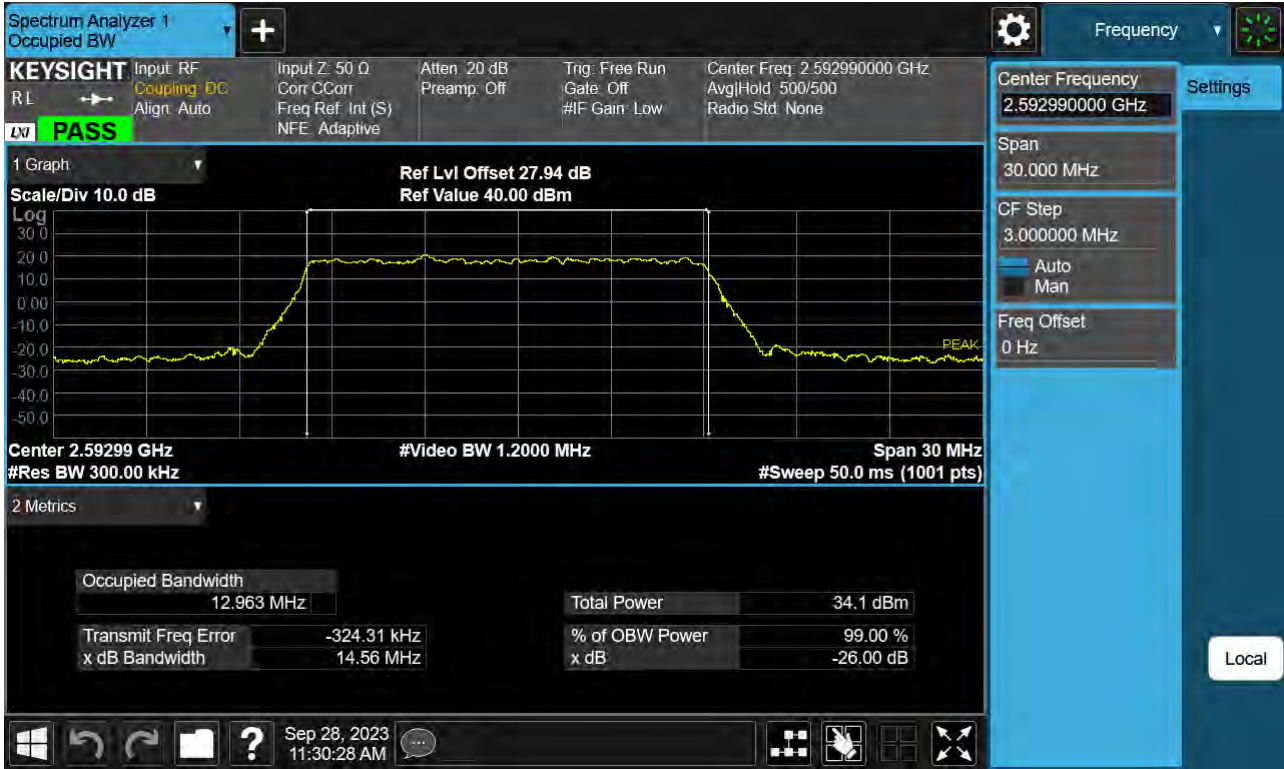 Spectrum Analyzer 1
Occupied BW
+
Frequency
KEYSIGHT
RL
LXI PASS
Input: RF
Coupling: DC
Align: Auto
Input Z: 50 Ω
Corr CCorr
Freq Ref: Int (S)
NFE: Adaptive
Atten: 20 dB
Preamp: Off
Trig: Free Run
Gate: Off
#IF Gain: Low
Center Freq: 2.592990000 GHz
Avg|Hold: 500/500
Radio Std: None
Center Frequency
2.592990000 GHz
Settings
Span
30.000 MHz
CF Step
3.000000 MHz
Auto
Man
Freq Offset
0 Hz
Local
1 Graph
Scale/Div 10.0 dB
Ref Lvl Offset 27.94 dB
Ref Value 40.00 dBm
Log
30.0
20.0
10.0
0.00
-10.0
-20.0
-30.0
-40.0
-50.0
PEAK
Center 2.59299 GHz
#Video BW 1.2000 MHz
Span 30 MHz
#Res BW 300.00 kHz
#Sweep 50.0 ms (1001 pts)
2 Metrics
Occupied Bandwidth
12.963 MHz
Total Power 34.1 dBm
Transmit Freq Error -324.31 kHz
% of OBW Power 99.00 %
x dB Bandwidth 14.56 MHz
x dB -26.00 dB
?
Sep 28, 2023
11:30:28 AM